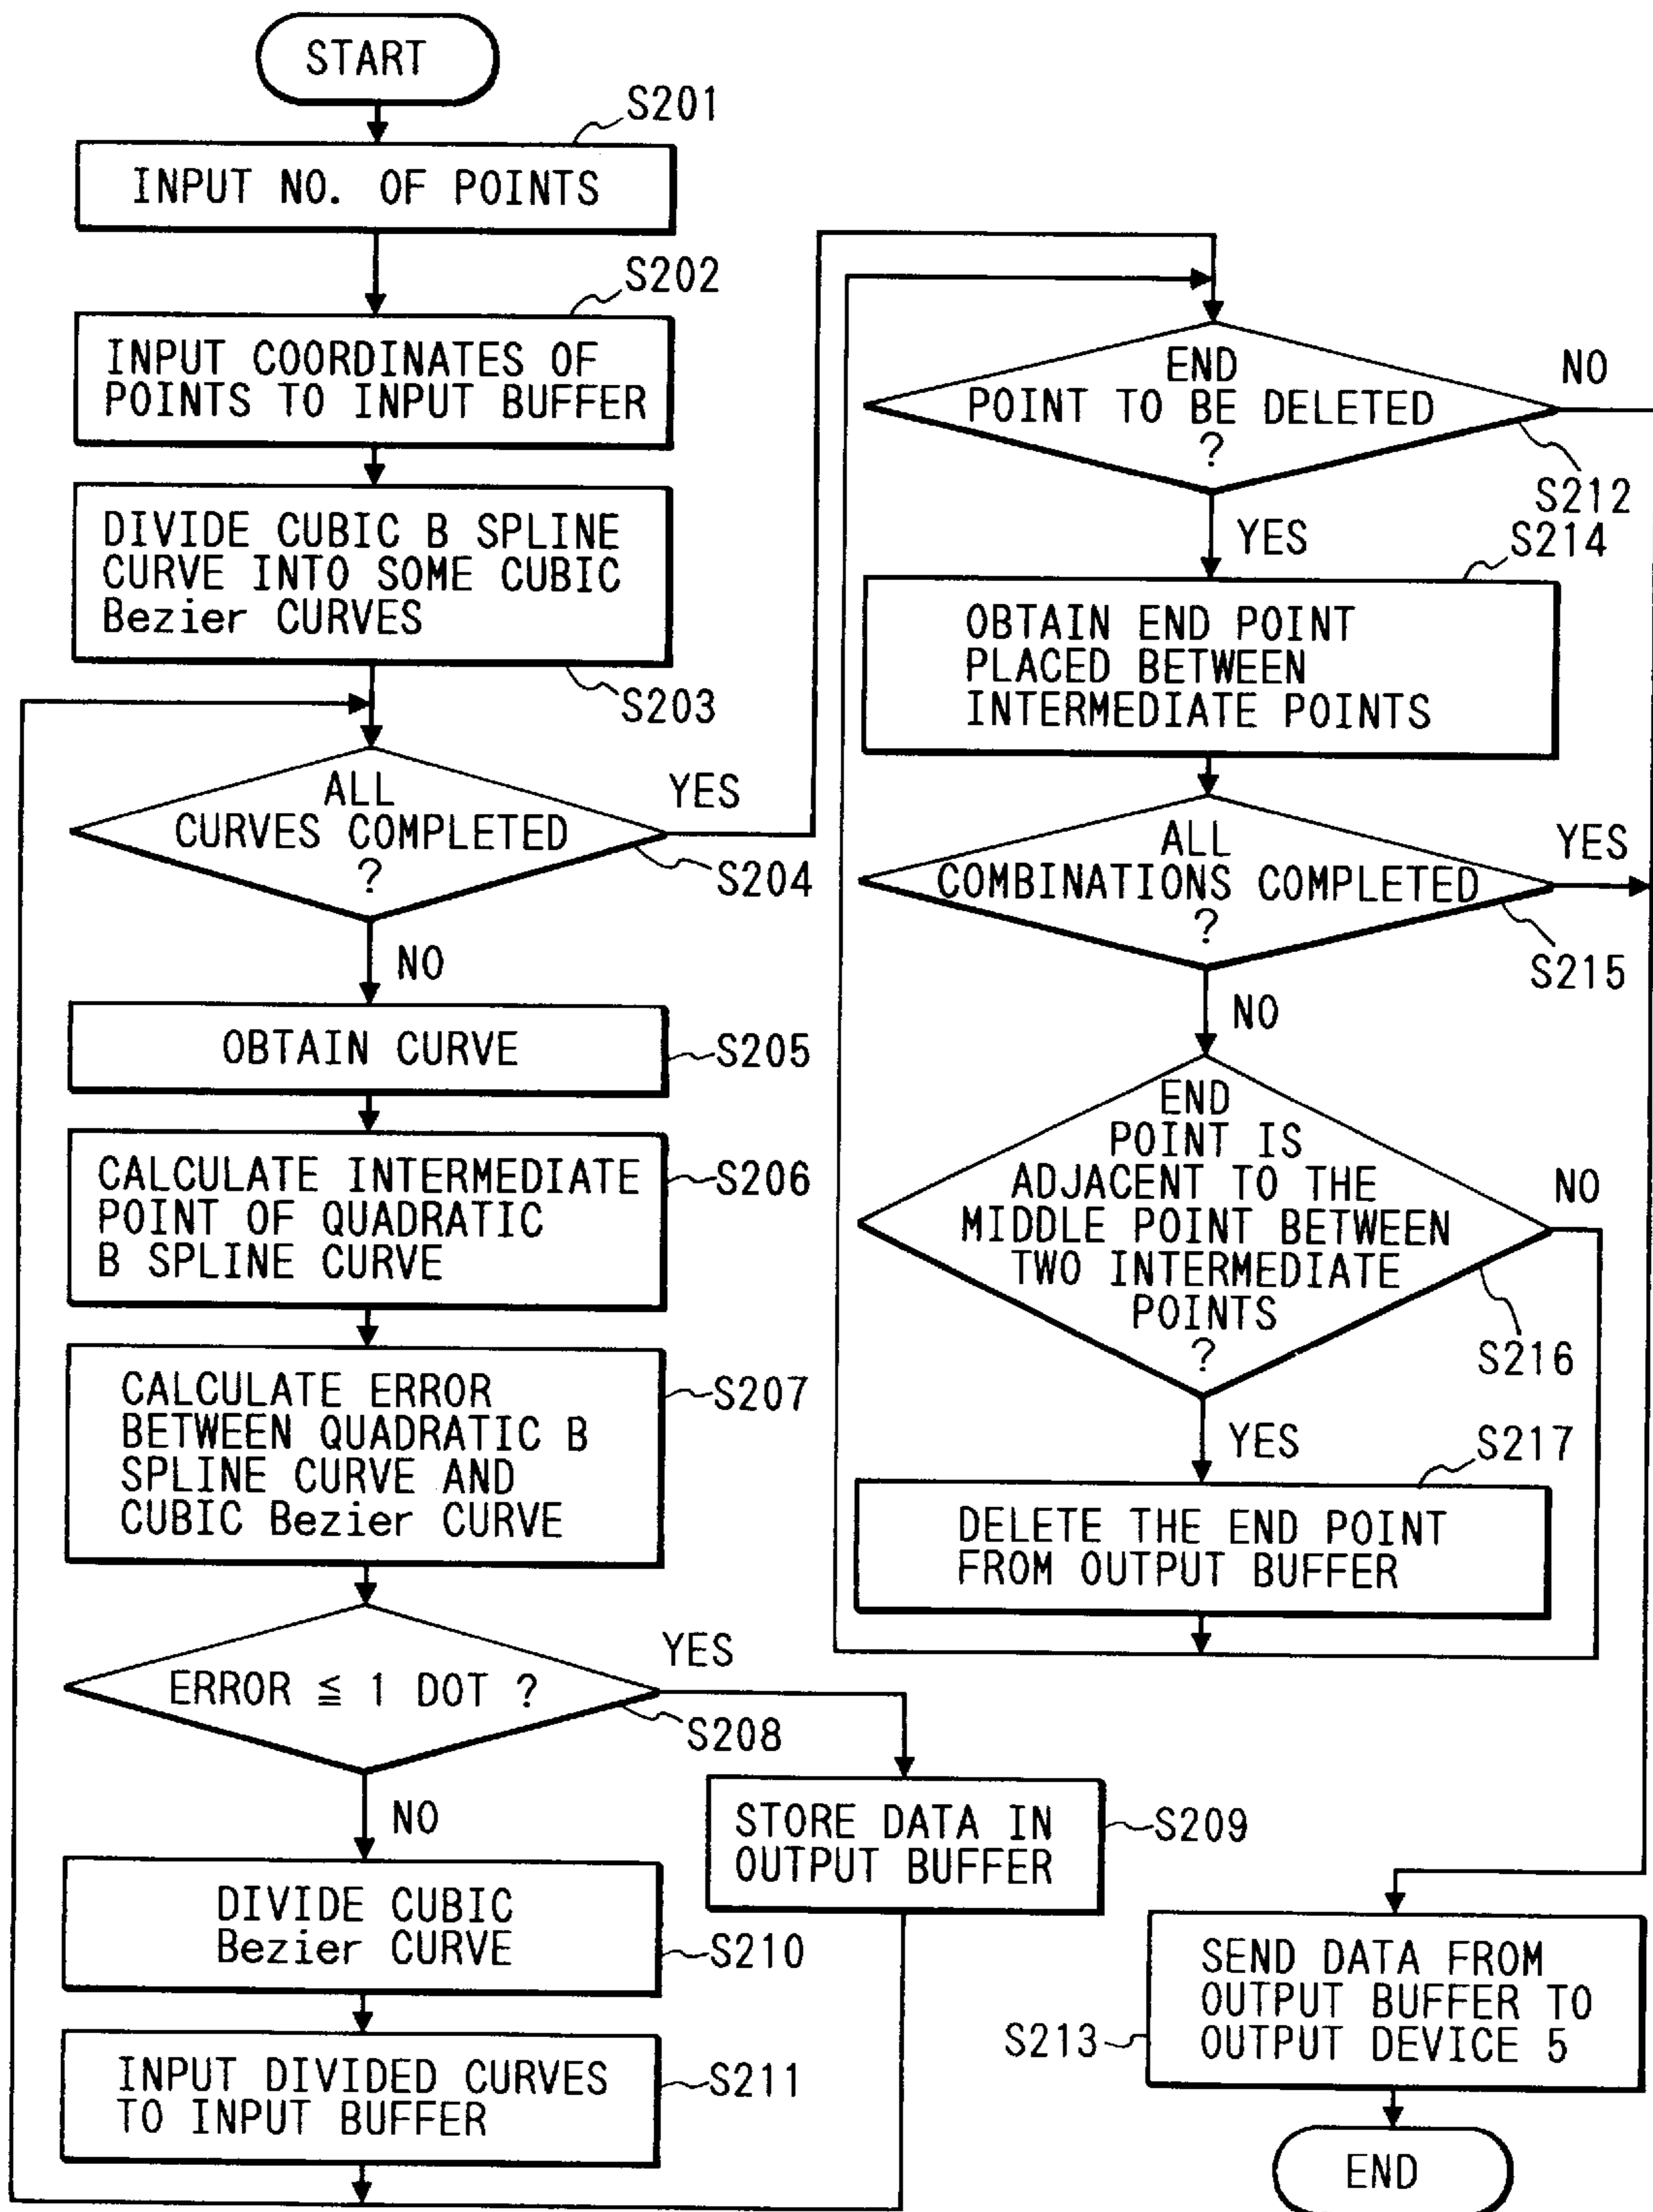 START
S201
INPUT NO. OF POINTS
S202
INPUT COORDINATES OF
POINTS TO INPUT BUFFER
DIVIDE CUBIC B SPLINE
CURVE INTO SOME CUBIC
Bezier CURVES
S203
ALL
CURVES COMPLETED
?
YES
S204
NO
OBTAIN CURVE
S205
CALCULATE INTERMEDIATE
POINT OF QUADRATIC
B SPLINE CURVE
S206
CALCULATE ERROR
BETWEEN QUADRATIC B
SPLINE CURVE AND
CUBIC Bezier CURVE
S207
ERROR ≦ 1 DOT ?
YES
S208
NO
STORE DATA IN
OUTPUT BUFFER
S209
DIVIDE CUBIC
Bezier CURVE
S210
INPUT DIVIDED CURVES
TO INPUT BUFFER
S211
END
POINT TO BE DELETED
?
NO
S212
YES
S214
OBTAIN END POINT
PLACED BETWEEN
INTERMEDIATE POINTS
ALL
COMBINATIONS COMPLETED
?
YES
S215
NO
END
POINT IS
ADJACENT TO THE
MIDDLE POINT BETWEEN
TWO INTERMEDIATE
POINTS
?
NO
S216
YES
S217
DELETE THE END POINT
FROM OUTPUT BUFFER
SEND DATA FROM
OUTPUT BUFFER TO
OUTPUT DEVICE 5
S213
END